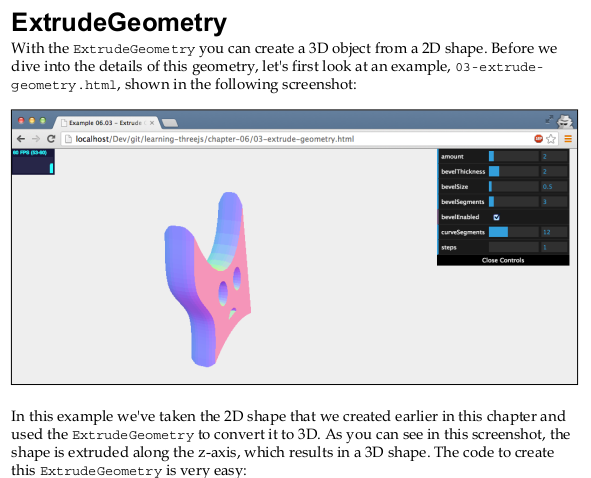 ExtrudeGeometry
With the ExtrudeGeometry you can create a 3D object from a 2D shape. Before we
dive into the details of this geometry, let's first look at an example, 03-extrude-
geometry.html, shown in the following screenshot:
Example 06.03 - Extrude
localhost/Dev/git/learning-threejs/chapter-06/03-extrude-geometry.html
60 FPS (53-60)
amount 2
bevelThickness 2
bevelSize 0.5
bevelSegments 3
bevelEnabled
curveSegments 12
steps 1
Close Controls
In this example we've taken the 2D shape that we created earlier in this chapter and
used the ExtrudeGeometry to convert it to 3D. As you can see in this screenshot, the
shape is extruded along the z-axis, which results in a 3D shape. The code to create
this ExtrudeGeometry is very easy: